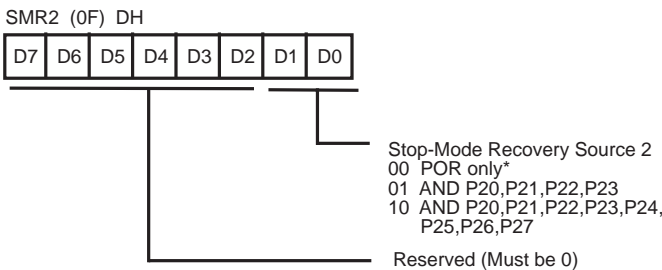 SMR2 (0F) DH
D7 D6 D5 D4 D3 D2 D1 D0
Stop-Mode Recovery Source 2
00 POR only*
01 AND P20,P21,P22,P23
10 AND P20,P21,P22,P23,P24,
P25,P26,P27
Reserved (Must be 0)